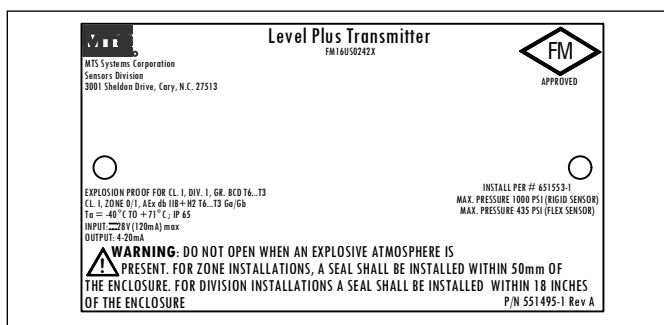 MTS
Level Plus Transmitter
FM16US0242X
MTS Systems Corporation
Sensors Division
3001 Sheldon Drive, Cary, N.C. 27513
FM
APPROVED
EXPLOSION PROOF FOR CL. I, DIV. 1, GR. BCD T6...T3
CL. I, ZONE 0/1, AEx db IIB+H2 T6...T3 Ga/Gb
Ta = -40°C TO +71°C; IP 65
INPUT:⎓28V (120mA) max
OUTPUT: 4-20mA
INSTALL PER # 651553-1
MAX. PRESSURE 1000 PSI (RIGID SENSOR)
MAX. PRESSURE 435 PSI (FLEX SENSOR)
WARNING: DO NOT OPEN WHEN AN EXPLOSIVE ATMOSPHERE IS
PRESENT. FOR ZONE INSTALLATIONS, A SEAL SHALL BE INSTALLED WITHIN 50mm OF
THE ENCLOSURE. FOR DIVISION INSTALLATIONS A SEAL SHALL BE INSTALLED WITHIN 18 INCHES
OF THE ENCLOSURE
P/N 551495-1 Rev A